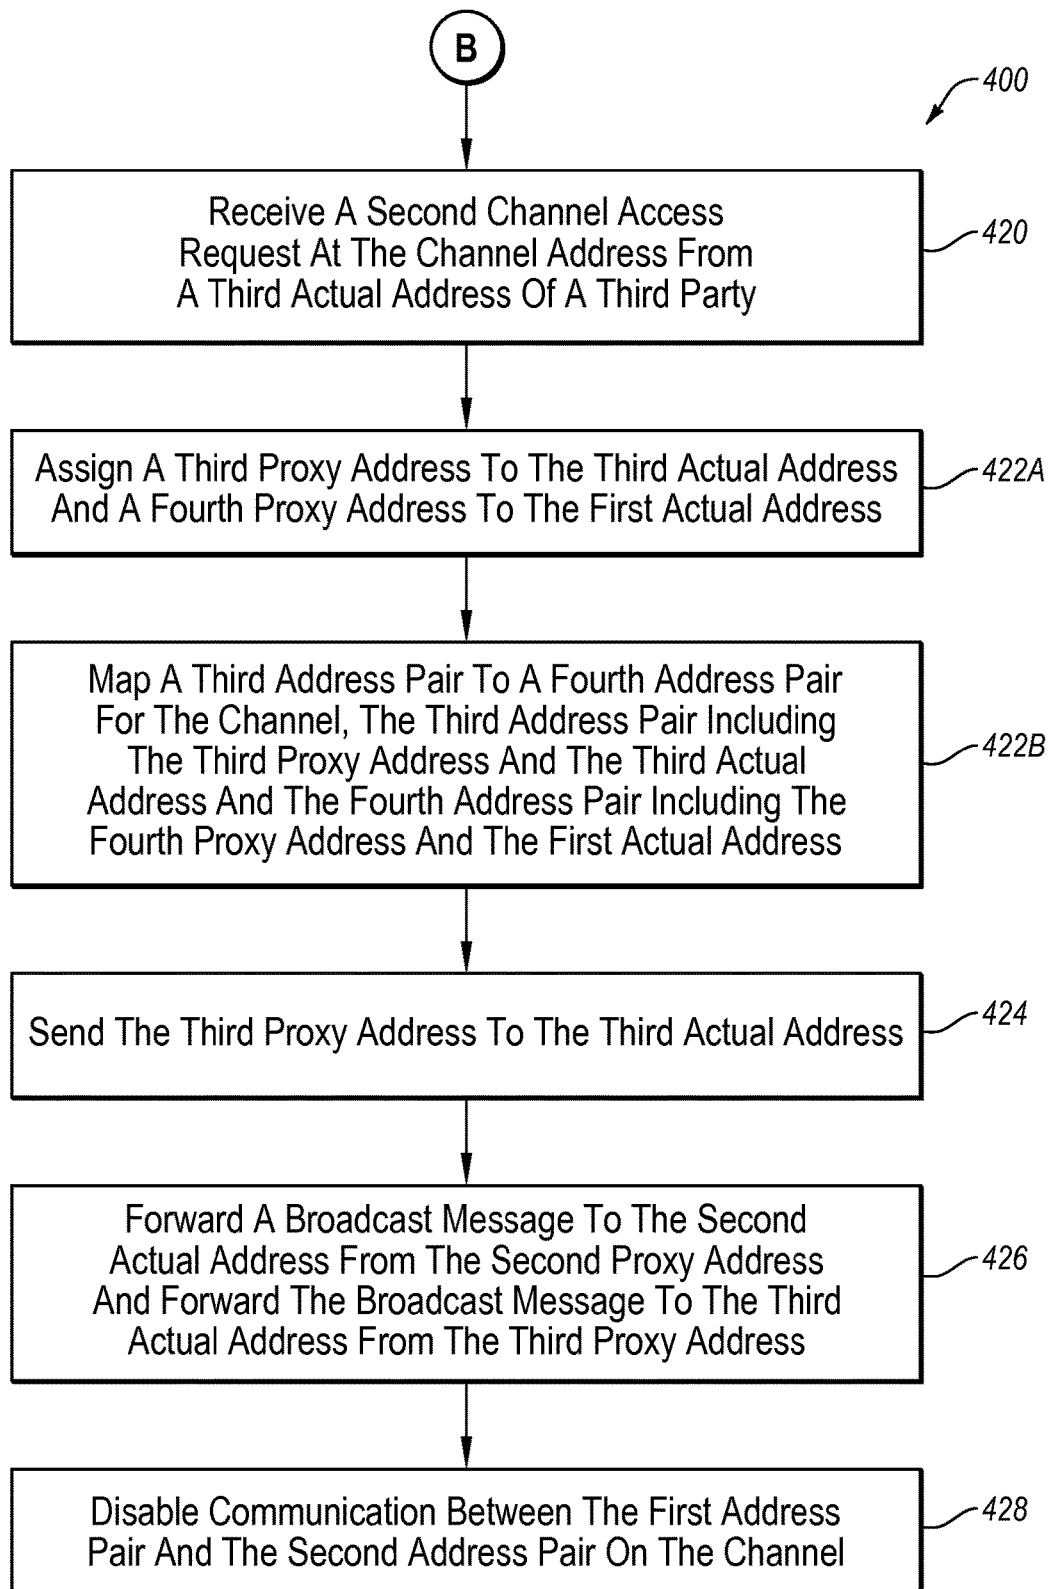 B
400
Receive A Second Channel Access
Request At The Channel Address From
A Third Actual Address Of A Third Party
420
Assign A Third Proxy Address To The Third Actual Address
And A Fourth Proxy Address To The First Actual Address
422A
Map A Third Address Pair To A Fourth Address Pair
For The Channel, The Third Address Pair Including
The Third Proxy Address And The Third Actual
Address And The Fourth Address Pair Including The
Fourth Proxy Address And The First Actual Address
422B
Send The Third Proxy Address To The Third Actual Address
424
Forward A Broadcast Message To The Second
Actual Address From The Second Proxy Address
And Forward The Broadcast Message To The Third
Actual Address From The Third Proxy Address
426
Disable Communication Between The First Address
Pair And The Second Address Pair On The Channel
428